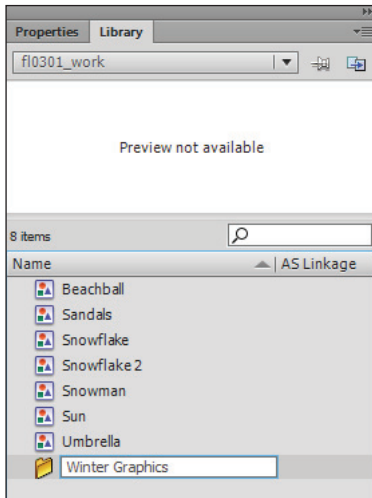 Properties Library
fl0301_work
Preview not available
8 items
Name AS Linkage
Beachball
Sandals
Snowflake
Snowflake 2
Snowman
Sun
Umbrella
Winter Graphics